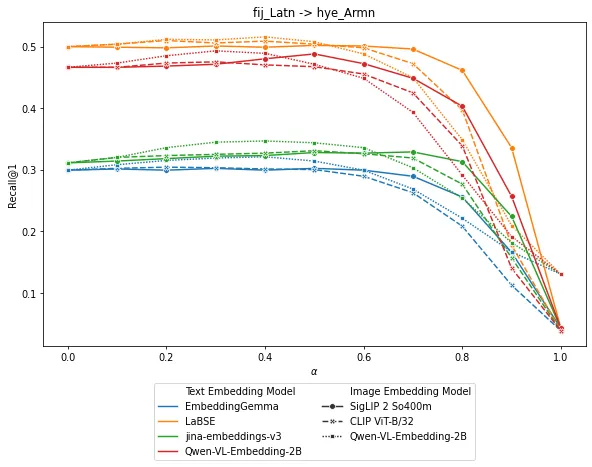 fij_Latn -> hye_Armn
Recall@1
0.5
0.4
0.3
0.2
0.1
0.0 0.2 0.4 0.6 0.8 1.0
α
Text Embedding Model Image Embedding Model
EmbeddingGemma SigLIP 2 So400m
LaBSE CLIP ViT-B/32
jina-embeddings-v3 Qwen-VL-Embedding-2B
Qwen-VL-Embedding-2B